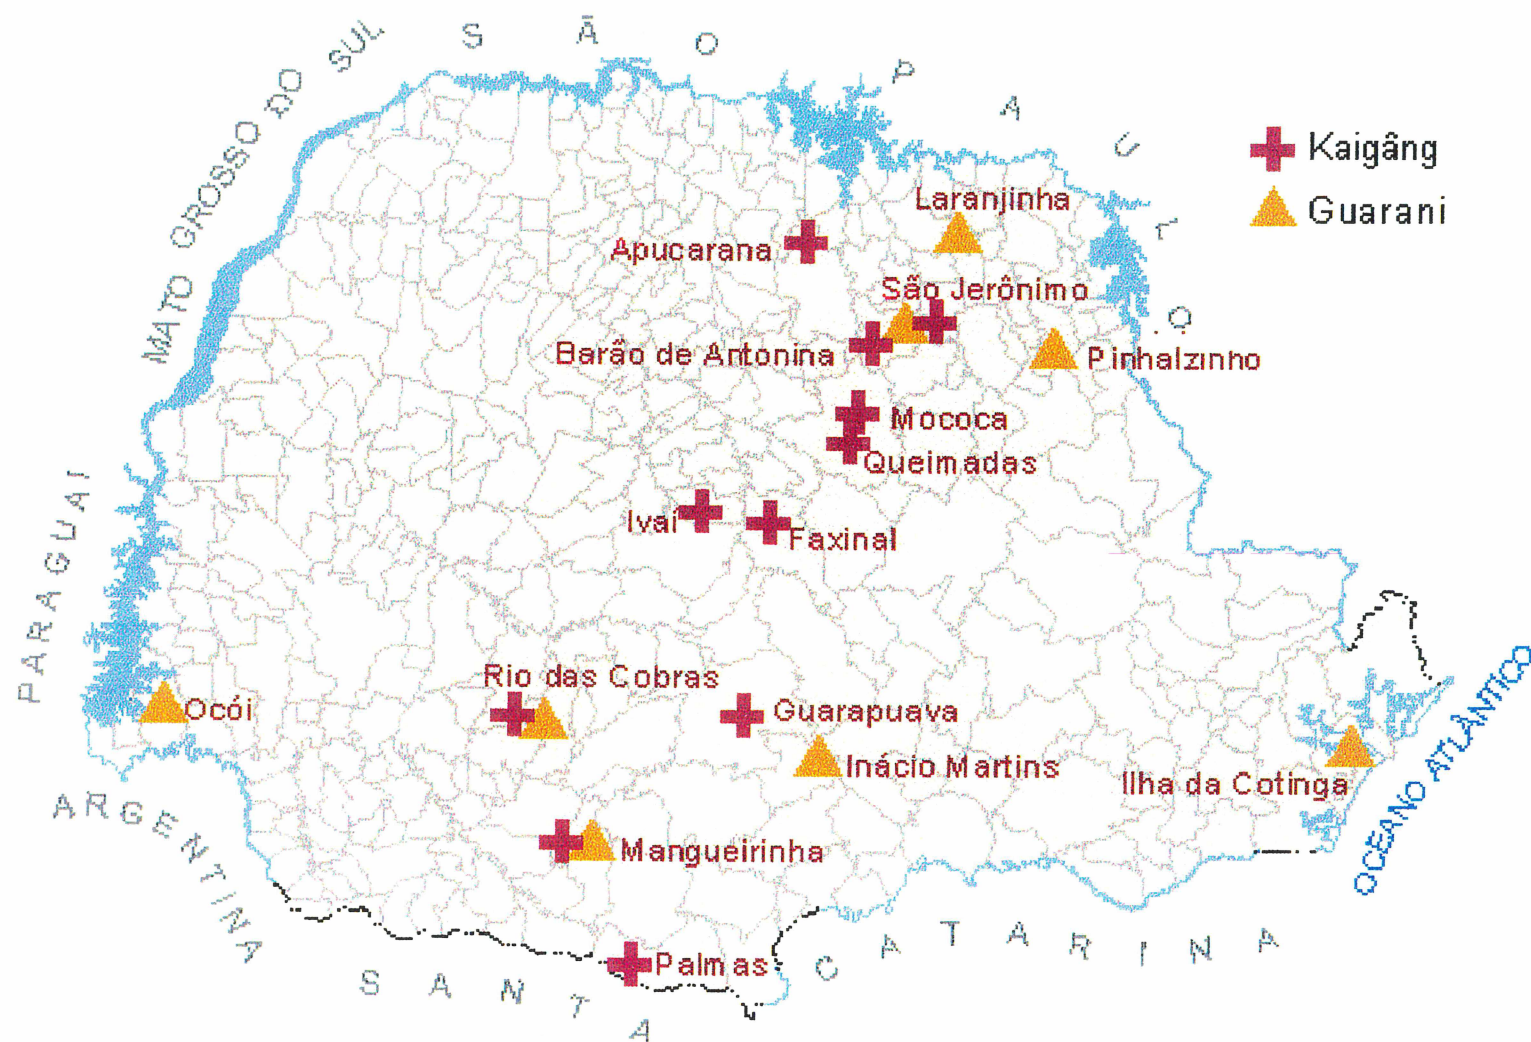 SÃO PAULO
MATO GROSSO DO SUL
Kaigâng
Guarani
Laranjinha
Apucarana
São Jerônimo
Barão de Antonina
Pinhalzinho
Mococa
Queimadas
Ivaí
Faxinal
PARAGUAI
Rio das Cobras
Ocói
Guarapuava
Inácio Martins
Ilha da Cotinga
OCEANO ATLÂNTICO
ARGENTINA
Mangueirinha
Palmas
SANTA CATARINA